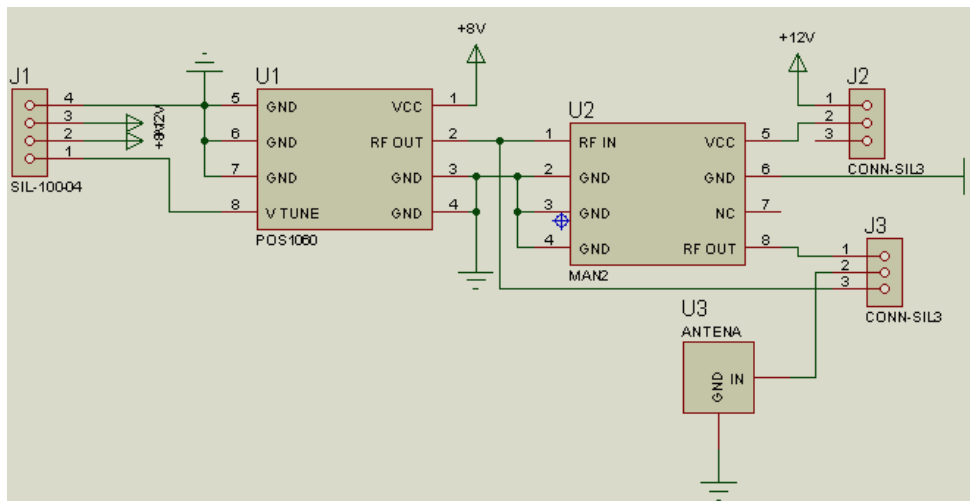 J1
4
3
2
1
SIL-100-04
+12V
+8V
U1
5 GND VCC 1
6 GND RF OUT 2
7 GND GND 3
8 V TUNE GND 4
POS1060
+8V
U2
1 RF IN VCC 5
2 GND GND 6
3 GND NC 7
4 GND RF OUT 8
MAN2
+12V
J2
1
2
3
CONN-SIL3
J3
1
2
3
CONN-SIL3
U3
ANTENA
GND IN